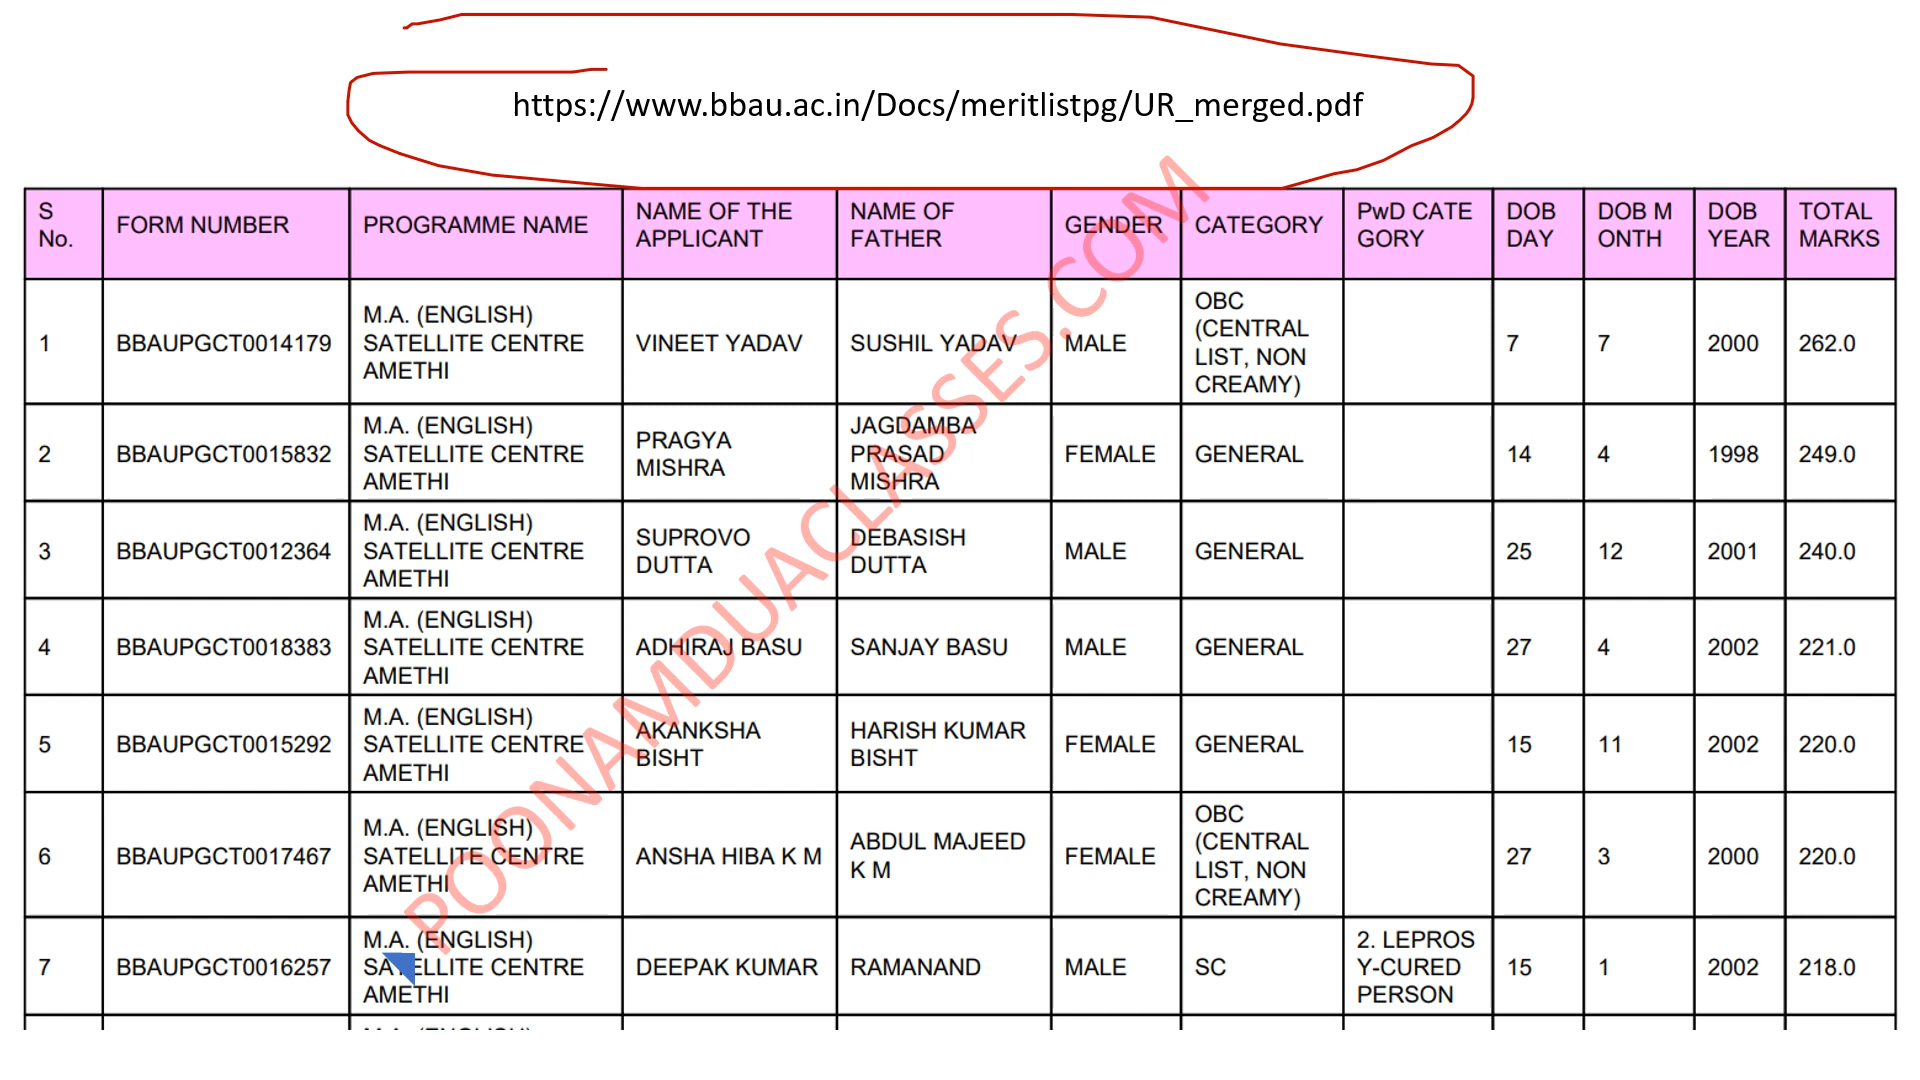 https://www.bbau.ac.in/Docs/meritlistpg/UR_merged.pdf
S No. FORM NUMBER PROGRAMME NAME NAME OF THE APPLICANT NAME OF FATHER GENDER CATEGORY PwD CATE GORY DOB DAY DOB M ONTH DOB YEAR TOTAL MARKS
1 BBAUPGCT0014179 M.A. (ENGLISH) SATELLITE CENTRE AMETHI VINEET YADAV SUSHIL YADAV MALE OBC (CENTRAL LIST, NON CREAMY) 7 7 2000 262.0
2 BBAUPGCT0015832 M.A. (ENGLISH) SATELLITE CENTRE AMETHI PRAGYA MISHRA JAGDAMBA PRASAD MISHRA FEMALE GENERAL 14 4 1998 249.0
3 BBAUPGCT0012364 M.A. (ENGLISH) SATELLITE CENTRE AMETHI SUPROVO DUTTA DEBASISH DUTTA MALE GENERAL 25 12 2001 240.0
4 BBAUPGCT0018383 M.A. (ENGLISH) SATELLITE CENTRE AMETHI ADHIRAJ BASU SANJAY BASU MALE GENERAL 27 4 2002 221.0
5 BBAUPGCT0015292 M.A. (ENGLISH) SATELLITE CENTRE AMETHI AKANKSHA BISHT HARISH KUMAR BISHT FEMALE GENERAL 15 11 2002 220.0
6 BBAUPGCT0017467 M.A. (ENGLISH) SATELLITE CENTRE AMETHI ANSHA HIBA K M ABDUL MAJEED K M FEMALE OBC (CENTRAL LIST, NON CREAMY) 27 3 2000 220.0
7 BBAUPGCT0016257 M.A. (ENGLISH) SATELLITE CENTRE AMETHI DEEPAK KUMAR RAMANAND MALE SC 2. LEPROS Y-CURED PERSON 15 1 2002 218.0
POONAMDUACLASSES.COM